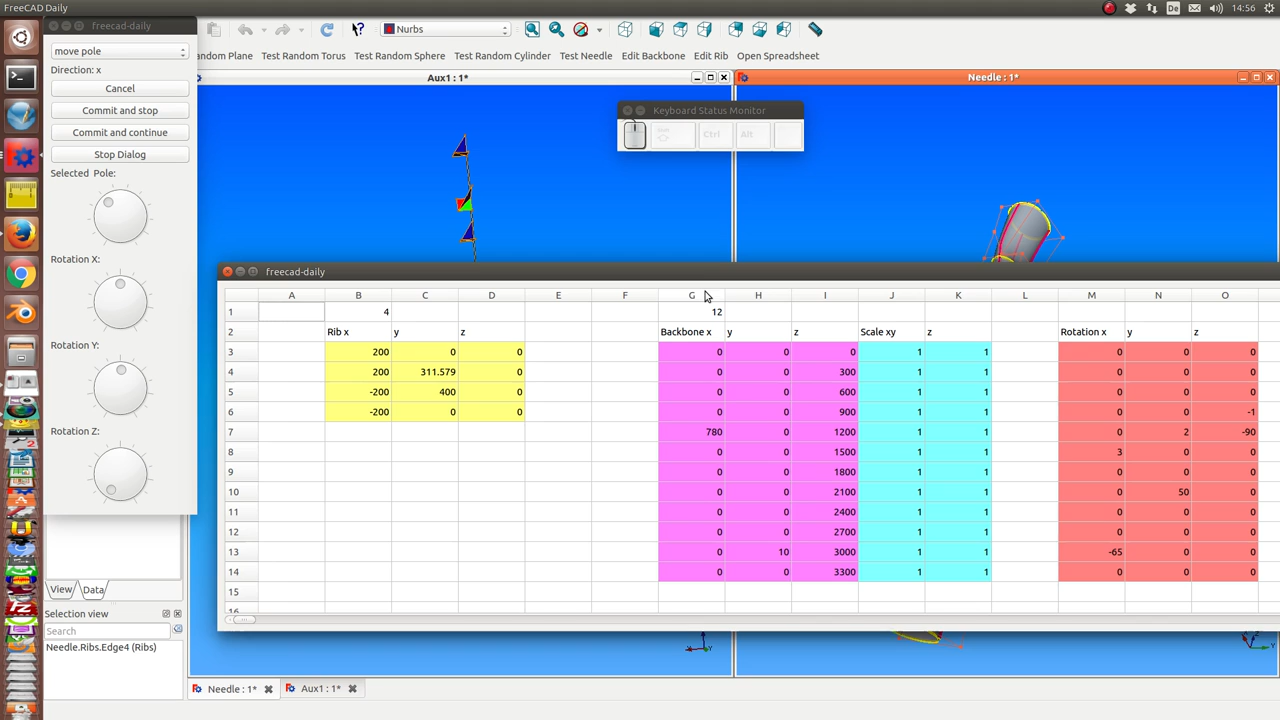 FreeCAD Daily
De
14:56
freecad-daily
Nurbs
move pole
Direction: x
Cancel
Commit and stop
Commit and continue
Stop Dialog
Selected Pole:
Rotation X:
Rotation Y:
Rotation Z:
andom Plane Test Random Torus Test Random Sphere Test Random Cylinder Test Needle Edit Backbone Edit Rib Open Spreadsheet
Aux1 : 1*
Needle : 1*
Keyboard Status Monitor
Shift Ctrl Alt
freecad-daily
A B C D E F G H I J K L M N O
1 4 12
2 Rib x y z Backbone x y z Scale xy z Rotation x y z
3 200 0 0 0 0 0 1 1 0 0 0
4 200 311.579 0 0 0 300 1 1 0 0 0
5 -200 400 0 0 0 600 1 1 0 0 0
6 -200 0 0 0 0 900 1 1 0 0 -1
7 780 0 1200 1 1 0 2 -90
8 0 0 1500 1 1 3 0 0
9 0 0 1800 1 1 0 0 0
10 0 0 2100 1 1 0 50 0
11 0 0 2400 1 1 0 0 0
12 0 0 2700 1 1 0 0 0
13 0 10 3000 1 1 -65 0 0
14 0 0 3300 1 1 0 0 0
15
16
View Data
Selection view
Search
Needle.Ribs.Edge4 (Ribs)
Needle : 1* Aux1 : 1*